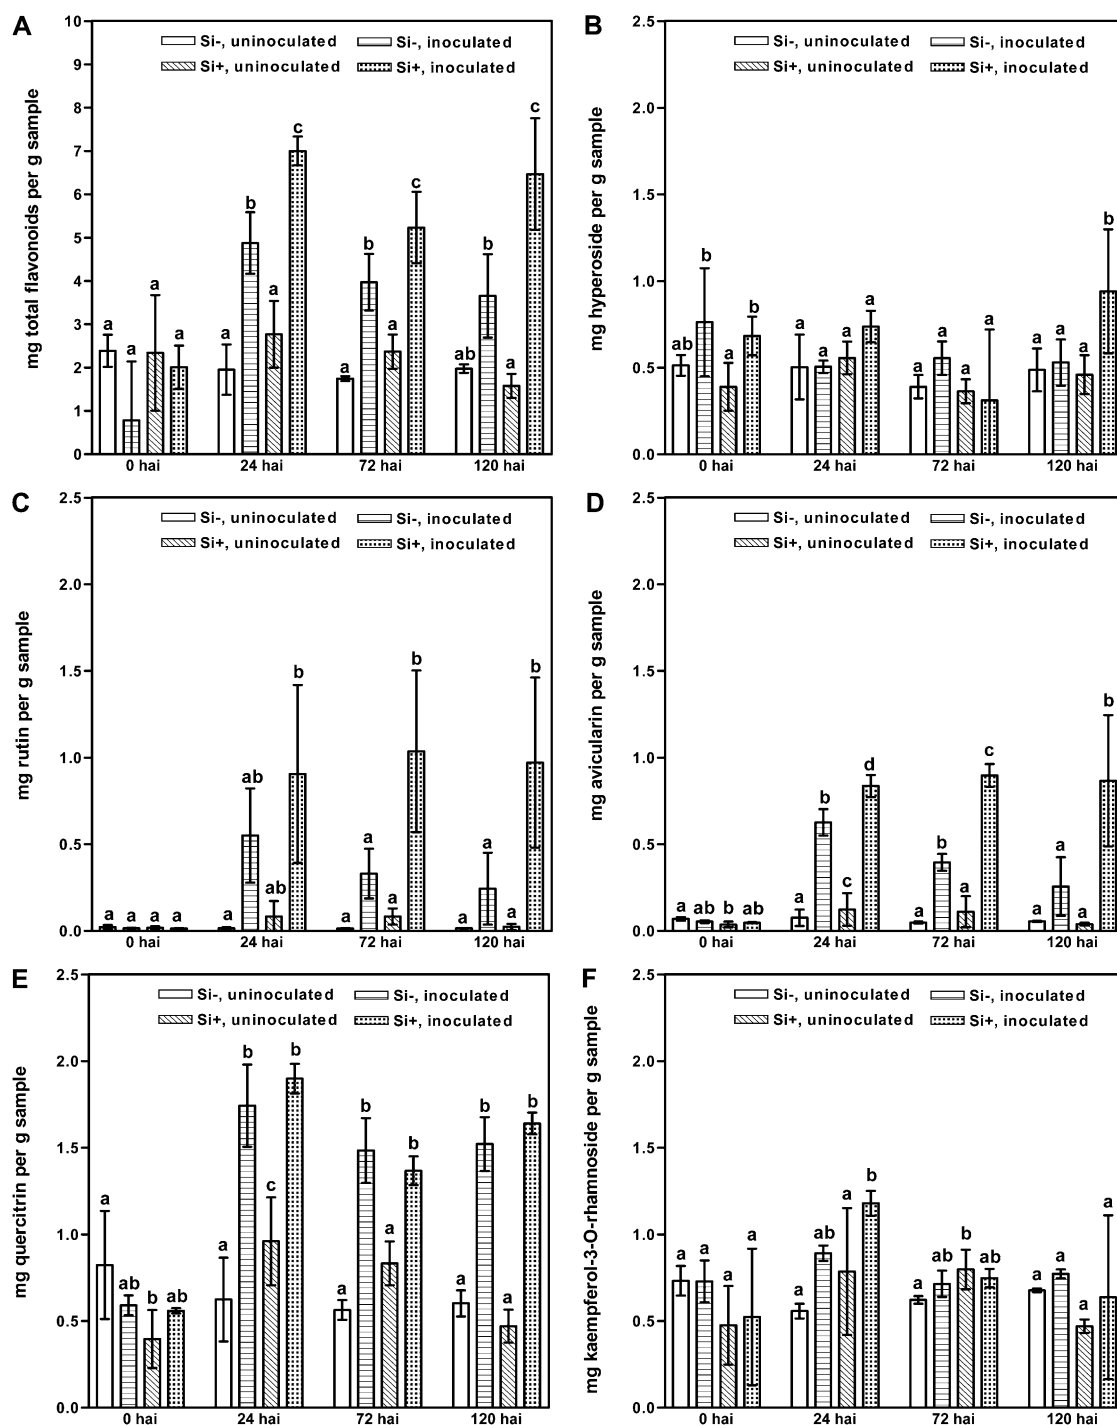 A
mg total flavonoids per g sample
Si-, uninoculated Si-, inoculated
Si+, uninoculated Si+, inoculated
10
9
8
7
6
5
4
3
2
1
0
a a a a
a b a c
a b a c
ab b a c
0 hai 24 hai 72 hai 120 hai
B
mg hyperoside per g sample
Si-, uninoculated Si-, inoculated
Si+, uninoculated Si+, inoculated
2.5
2.0
1.5
1.0
0.5
0.0
ab b a b
a a a a
a a a a
a a a b
0 hai 24 hai 72 hai 120 hai
C
mg rutin per g sample
Si-, uninoculated Si-, inoculated
Si+, uninoculated Si+, inoculated
2.5
2.0
1.5
1.0
0.5
0.0
a a a a
a ab ab b
a a a b
a a a b
0 hai 24 hai 72 hai 120 hai
D
mg avicularin per g sample
Si-, uninoculated Si-, inoculated
Si+, uninoculated Si+, inoculated
2.5
2.0
1.5
1.0
0.5
0.0
a ab b ab
a b c d
a b a c
a a a b
0 hai 24 hai 72 hai 120 hai
E
mg quercitrin per g sample
Si-, uninoculated Si-, inoculated
Si+, uninoculated Si+, inoculated
2.5
2.0
1.5
1.0
0.5
0.0
a ab b ab
a b c b
a b a b
a b a b
0 hai 24 hai 72 hai 120 hai
F
mg kaempferol-3-O-rhamnoside per g sample
Si-, uninoculated Si-, inoculated
Si+, uninoculated Si+, inoculated
2.5
2.0
1.5
1.0
0.5
0.0
a a a a
a ab a b
a ab b ab
a a a a
0 hai 24 hai 72 hai 120 hai